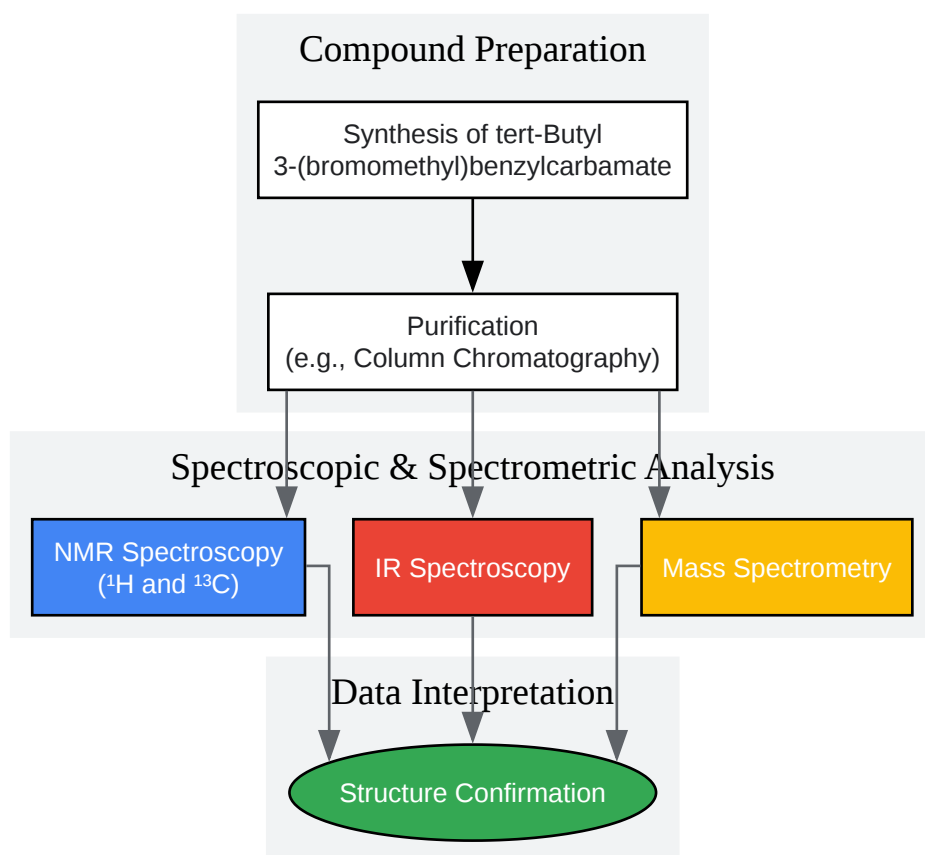 Compound Preparation
Synthesis of tert-Butyl
3-(bromomethyl)benzylcarbamate
Purification
(e.g., Column Chromatography)
Spectroscopic & Spectrometric Analysis
NMR Spectroscopy
(¹H and ¹³C)
IR Spectroscopy
Mass Spectrometry
Data Interpretation
Structure Confirmation